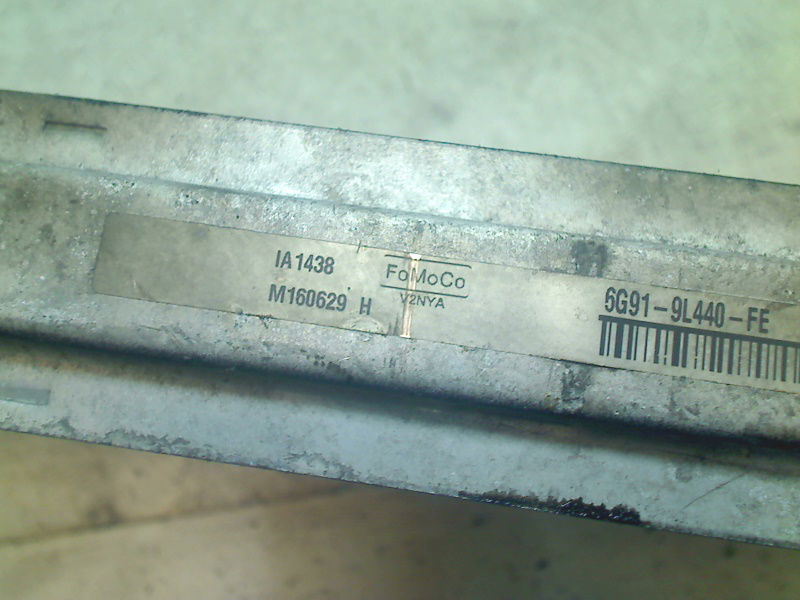 IA1438
M160629 H
FoMoCo
V2NYA
6G91-9L440-FE